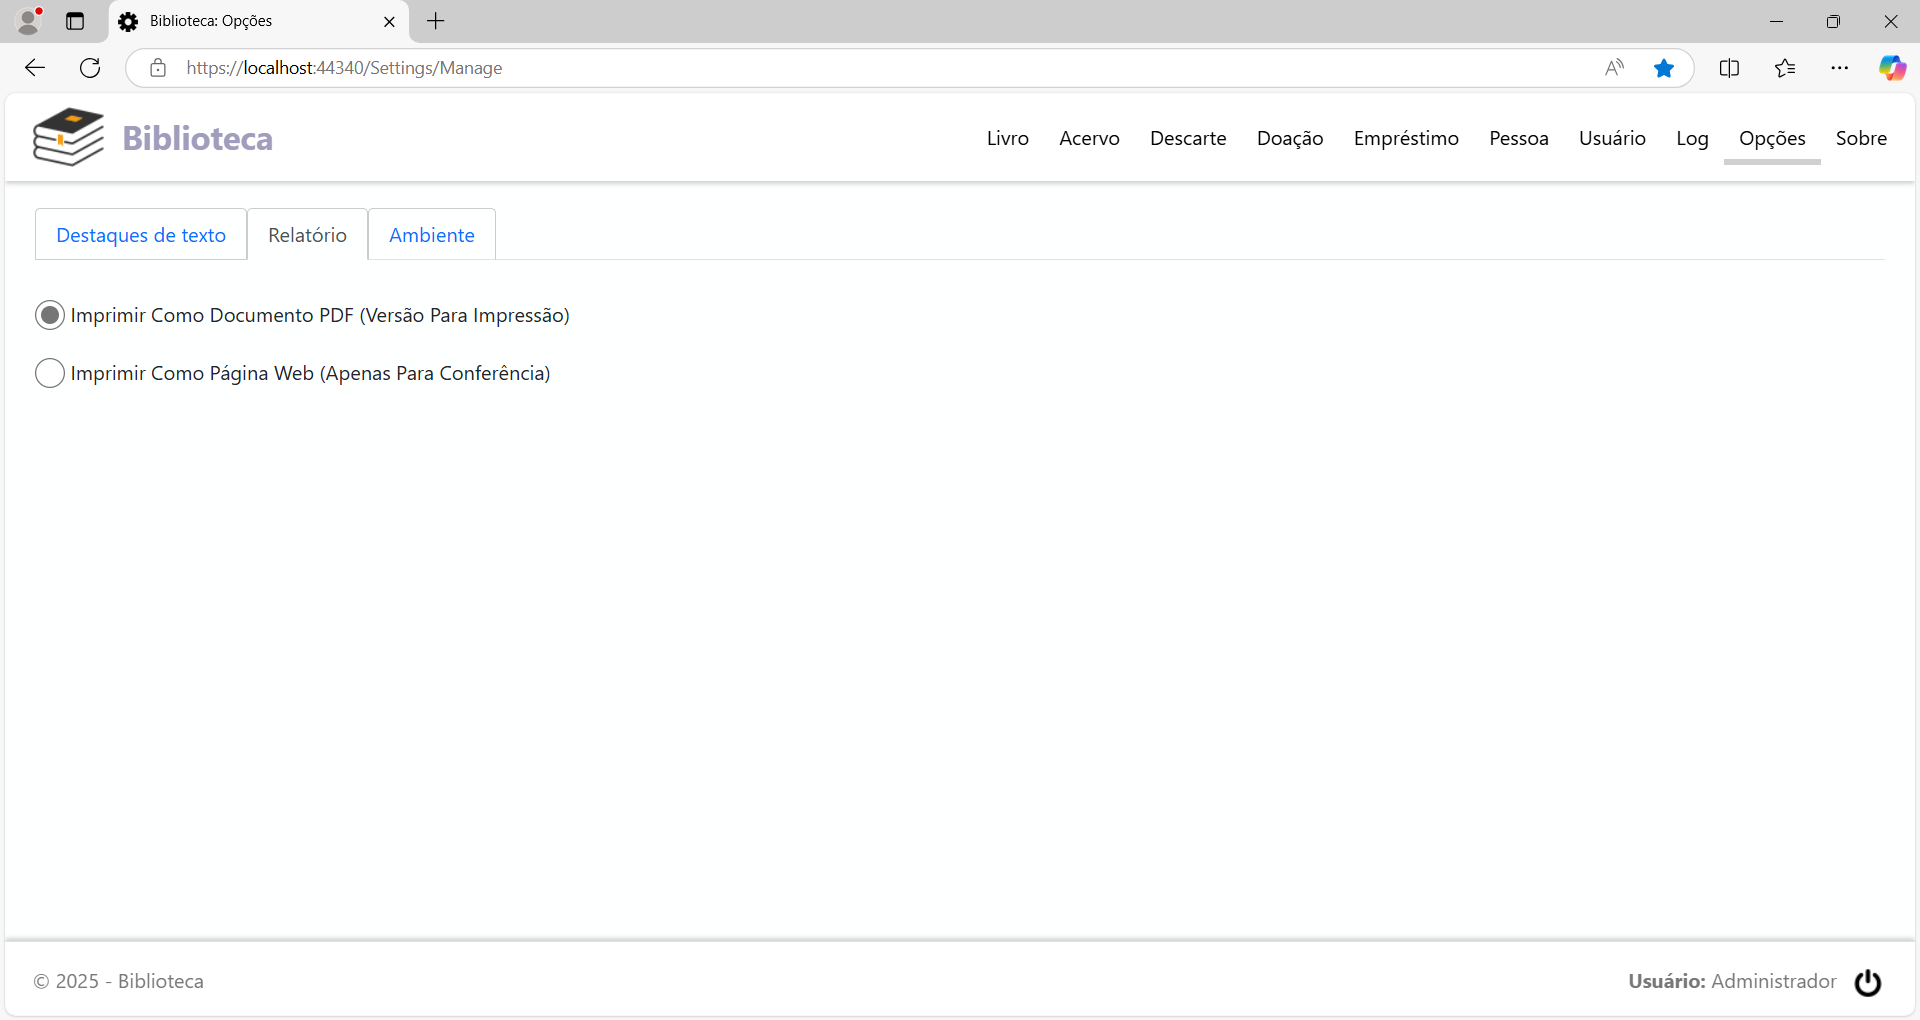 Biblioteca: Opções
https://localhost:44340/Settings/Manage
Biblioteca
Livro Acervo Descarte Doação Empréstimo Pessoa Usuário Log Opções Sobre
Destaques de texto Relatório Ambiente
Imprimir Como Documento PDF (Versão Para Impressão)
Imprimir Como Página Web (Apenas Para Conferência)
© 2025 - Biblioteca
Usuário: Administrador